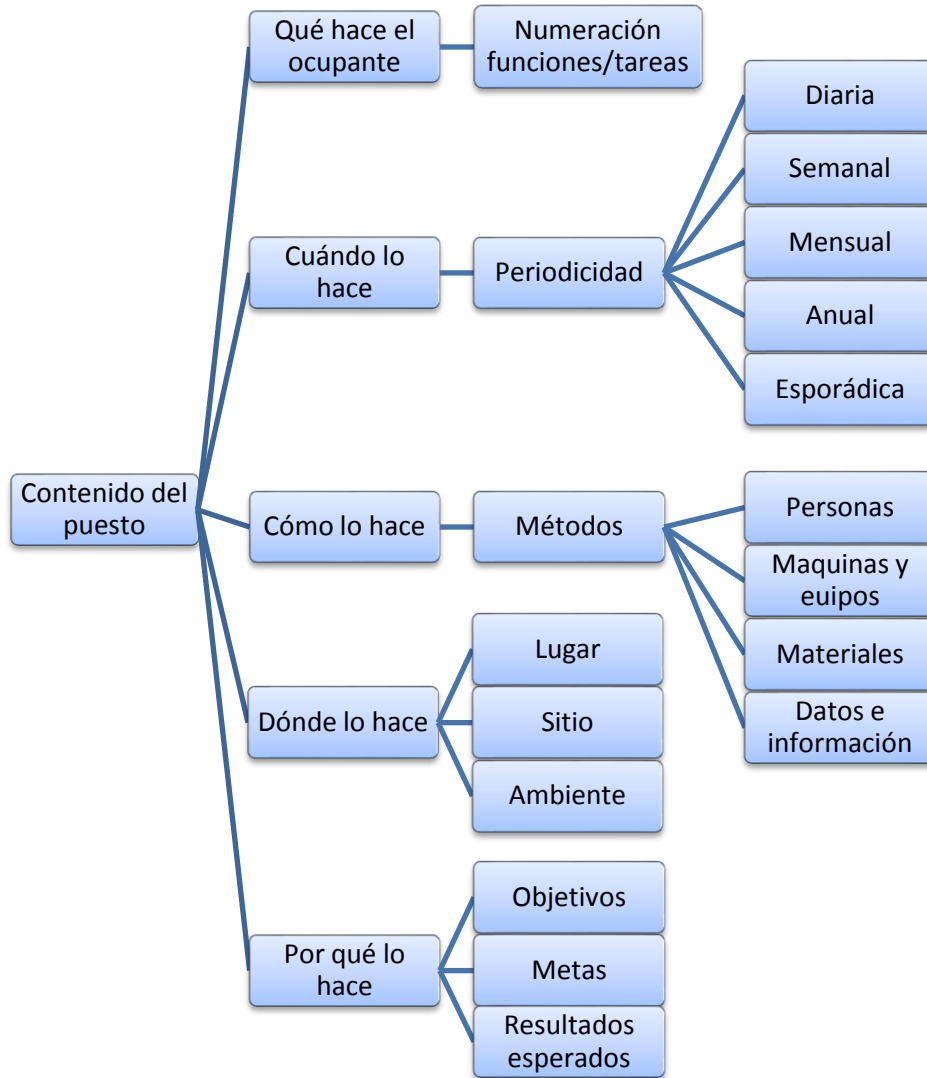 Qué hace el
ocupante
Numeración
funciones/tareas
Cuándo lo
hace
Periodicidad
Diaria
Semanal
Mensual
Anual
Esporádica
Contenido del
puesto
Cómo lo hace
Métodos
Personas
Maquinas y
euipos
Materiales
Datos e
información
Dónde lo hace
Lugar
Sitio
Ambiente
Por qué lo
hace
Objetivos
Metas
Resultados
esperados